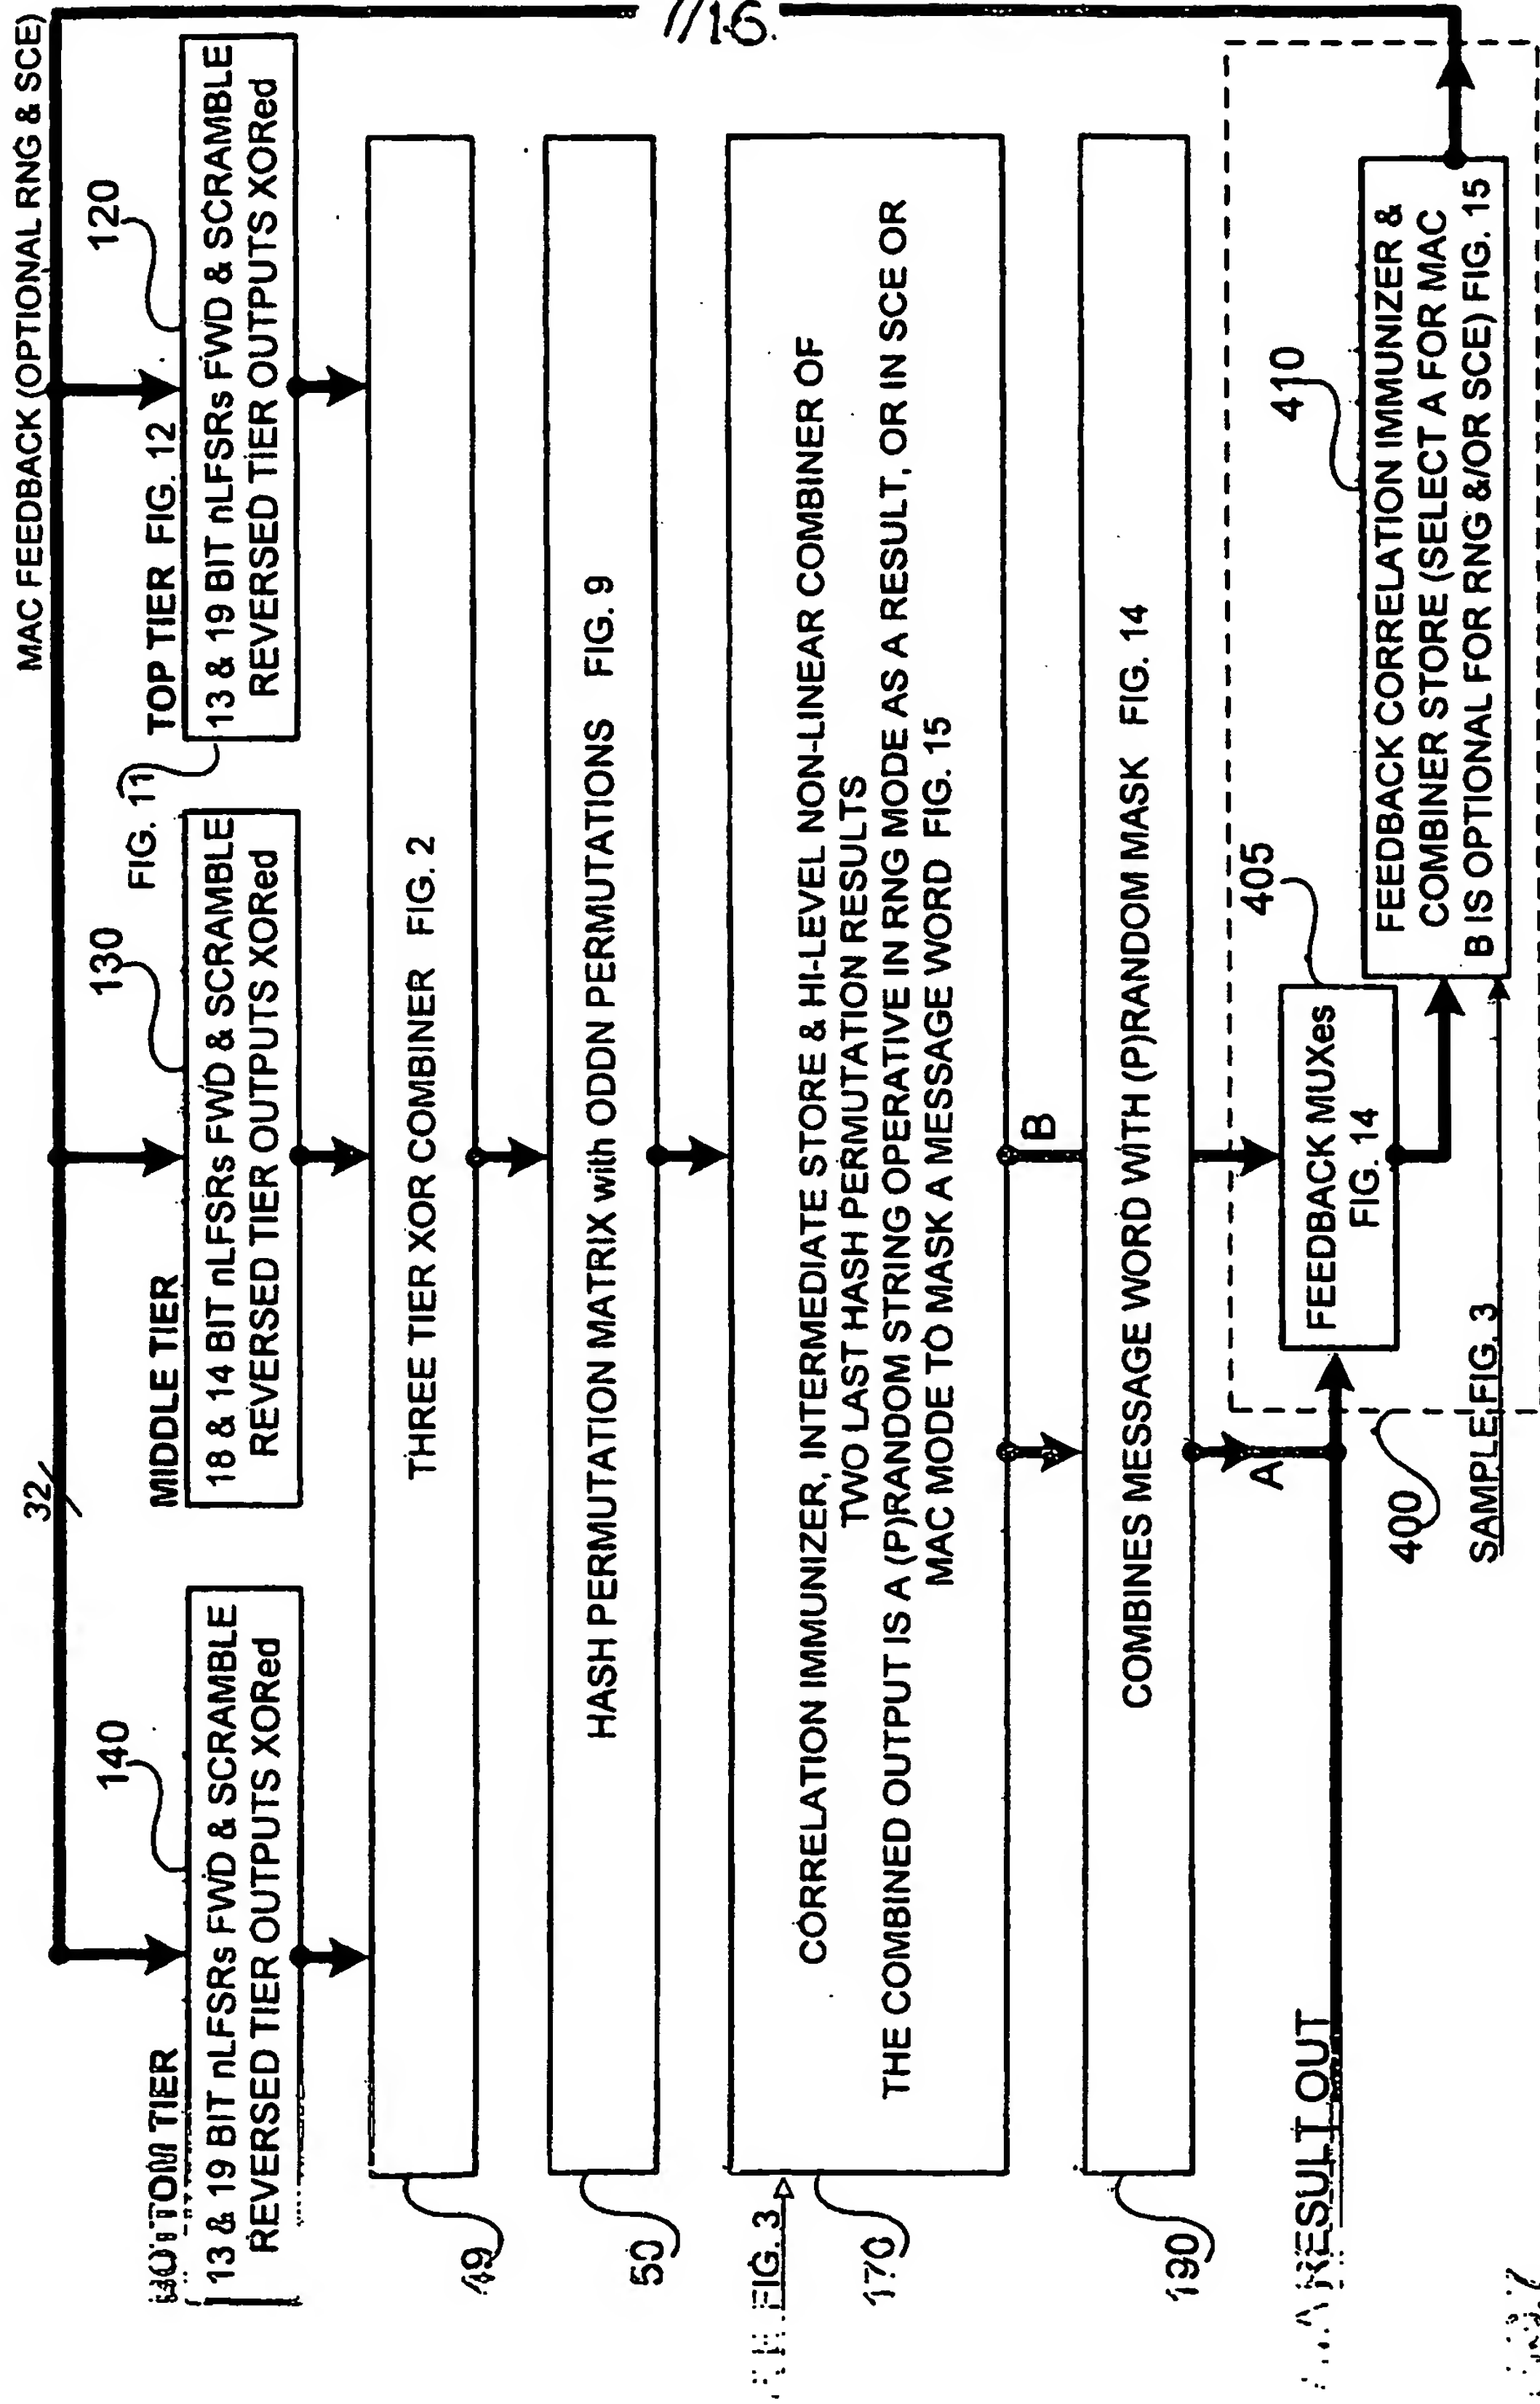 1/16
MAC FEEDBACK (OPTIONAL RNG & SCE)
32
BOTTOM TIER
140
13 & 19 BIT nLFSRs FWD & SCRAMBLE
REVERSED TIER OUTPUTS XORed
MIDDLE TIER
130
18 & 14 BIT nLFSRs FWD & SCRAMBLE
REVERSED TIER OUTPUTS XORed
FIG. 11
TOP TIER FIG. 12
120
13 & 19 BIT nLFSRs FWD & SCRAMBLE
REVERSED TIER OUTPUTS XORed
49
THREE TIER XOR COMBINER FIG. 2
50
HASH PERMUTATION MATRIX with ODDN PERMUTATIONS FIG. 9
FIG. 3
170
CORRELATION IMMUNIZER, INTERMEDIATE STORE & HI-LEVEL NON-LINEAR COMBINER OF
TWO LAST HASH PERMUTATION RESULTS
THE COMBINED OUTPUT IS A (P)RANDOM STRING OPERATIVE IN RNG MODE AS A RESULT, OR IN SCE OR
MAC MODE TO MASK A MESSAGE WORD FIG. 15
B
190
COMBINES MESSAGE WORD WITH (P)RANDOM MASK FIG. 14
A
RESULT OUT
400
405
FEEDBACK MUXes
FIG. 14
410
FEEDBACK CORRELATION IMMUNIZER &
COMBINER STORE (SELECT A FOR MAC
B IS OPTIONAL FOR RNG &/OR SCE) FIG. 15
SAMPLE FIG. 3